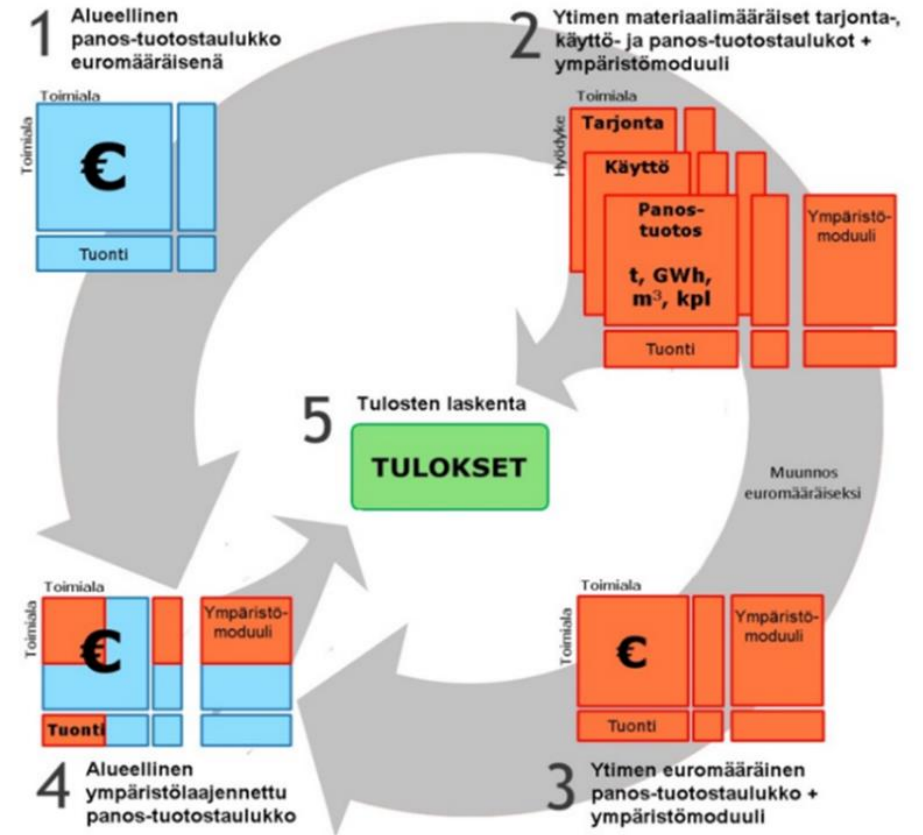 1 Alueellinen
panos-tuotostaulukko
euromääräisenä
Toimiala
Toimiala
€
Tuonti
2 Ytimen materiaalimääräiset tarjonta-,
käyttö- ja panos-tuotostaulukot +
ympäristömoduuli
Toimiala
Hyödyke
Tarjonta
Käyttö
Panos-
tuotos
t, GWh,
m³, kpl
Tuonti
Ympäristö-
moduuli
Muunnos
euromääräiseksi
5 Tulosten laskenta
TULOKSET
Toimiala
Toimiala
€
Tuonti
Ympäristö-
moduuli
3 Ytimen euromääräinen
panos-tuotostaulukko +
ympäristömoduuli
Toimiala
Toimiala
€
Tuonti
Ympäristö-
moduuli
4 Alueellinen
ympäristölaajennettu
panos-tuotostaulukko